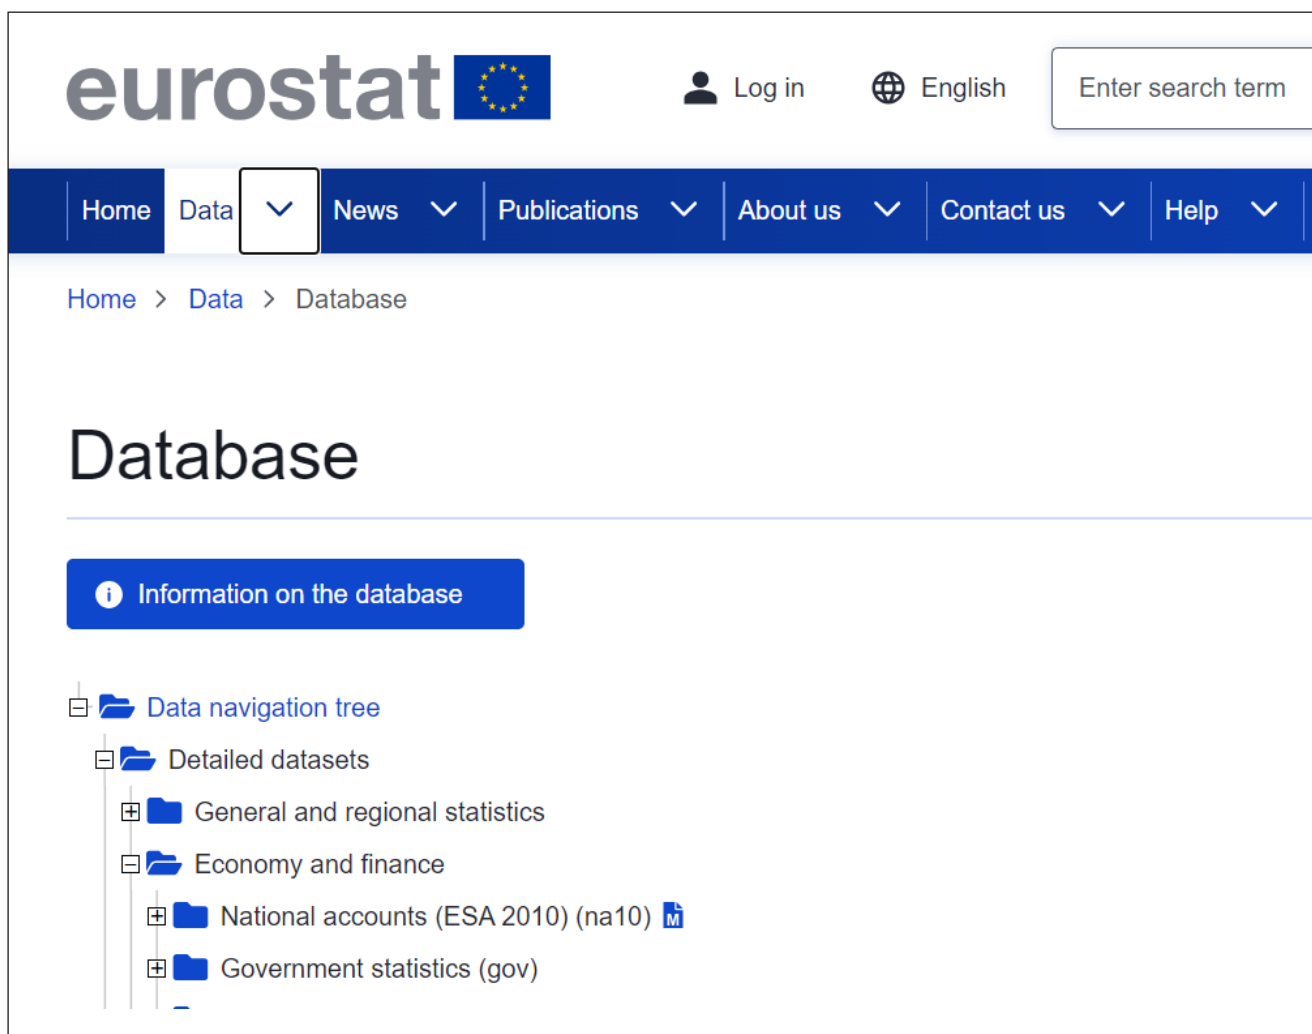 eurostat
Log in English Enter search term
Home Data News Publications About us Contact us Help
Home > Data > Database
Database
i Information on the database
Data navigation tree
Detailed datasets
General and regional statistics
Economy and finance
National accounts (ESA 2010) (na10) M
Government statistics (gov)